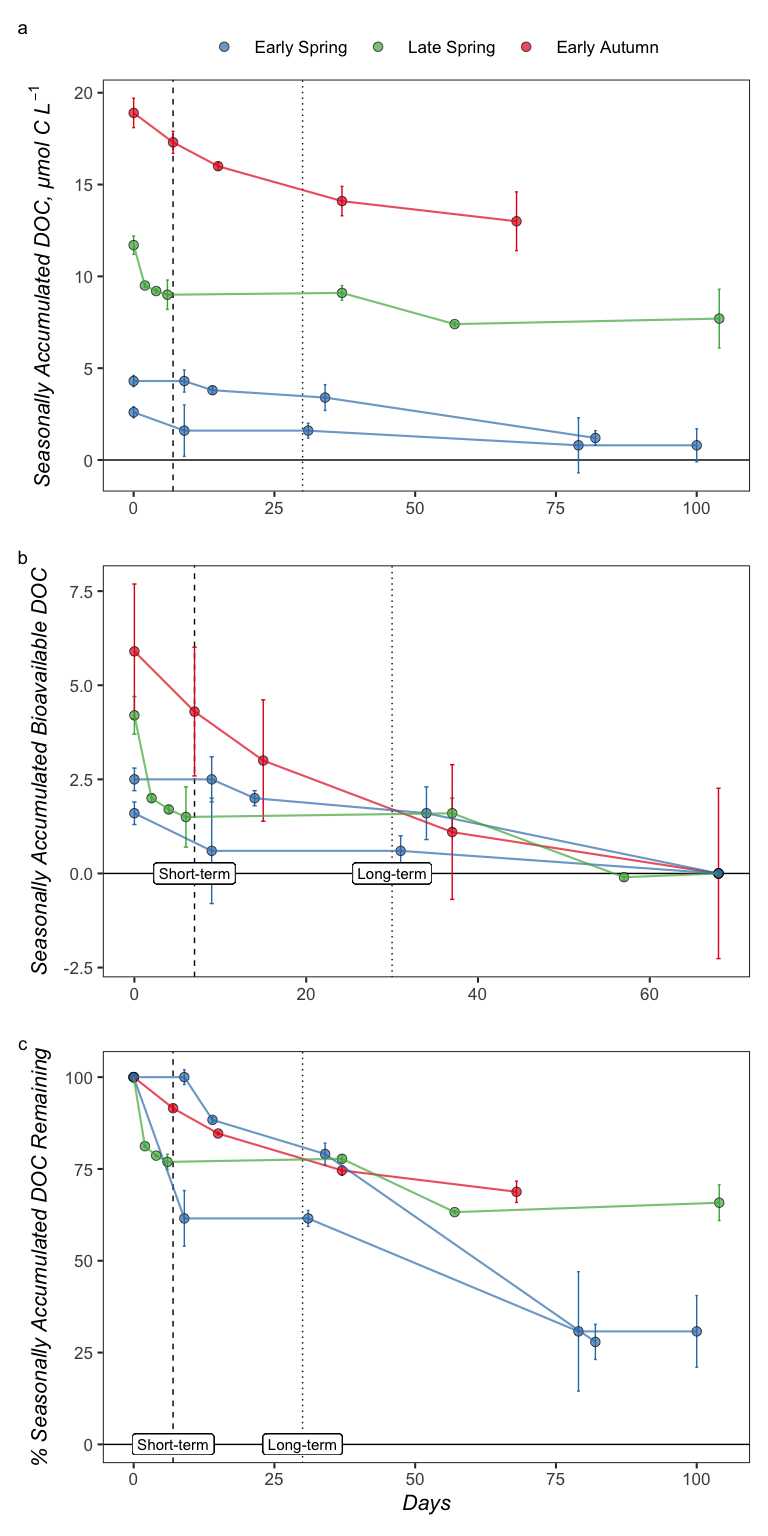 a
Early Spring Late Spring Early Autumn
Seasonally Accumulated DOC, μmol C L⁻¹
20
15
10
5
0
0 25 50 75 100
b
Seasonally Accumulated Bioavailable DOC
7.5
5.0
2.5
0.0
-2.5
Short-term Long-term
0 20 40 60
c
% Seasonally Accumulated DOC Remaining
100
75
50
25
0
Short-term Long-term
0 25 50 75 100
Days